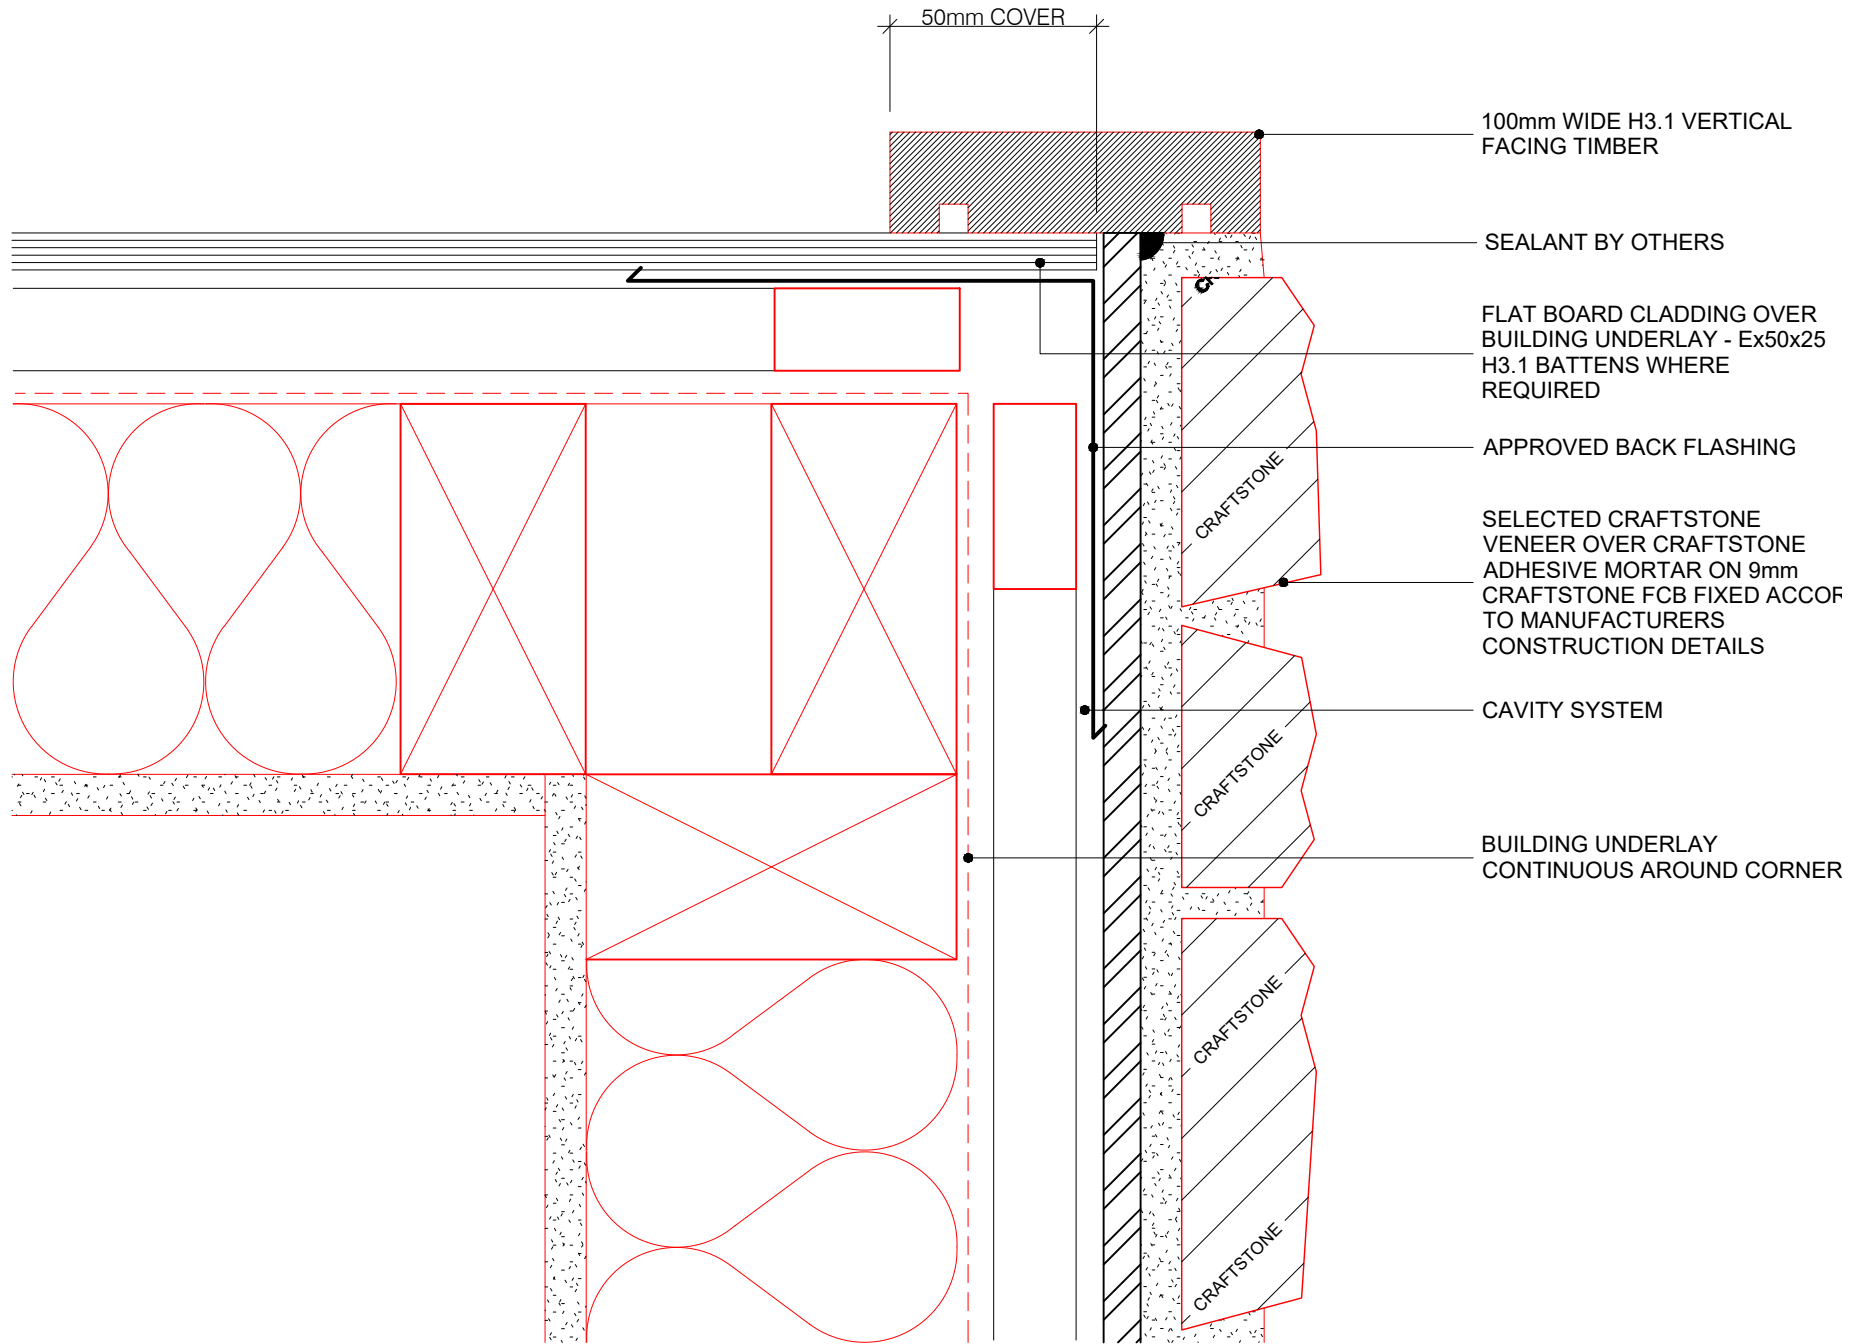 50mm COVER
100mm WIDE H3.1 VERTICAL
FACING TIMBER
SEALANT BY OTHERS
FLAT BOARD CLADDING OVER
BUILDING UNDERLAY - Ex50x25
H3.1 BATTENS WHERE
REQUIRED
APPROVED BACK FLASHING
SELECTED CRAFTSTONE
VENEER OVER CRAFTSTONE
ADHESIVE MORTAR ON 9mm
CRAFTSTONE FCB FIXED ACCOR
TO MANUFACTURERS
CONSTRUCTION DETAILS
CAVITY SYSTEM
BUILDING UNDERLAY
CONTINUOUS AROUND CORNER
CRAFTSTONE
CRAFTSTONE
CRAFTSTONE
CRAFTSTONE